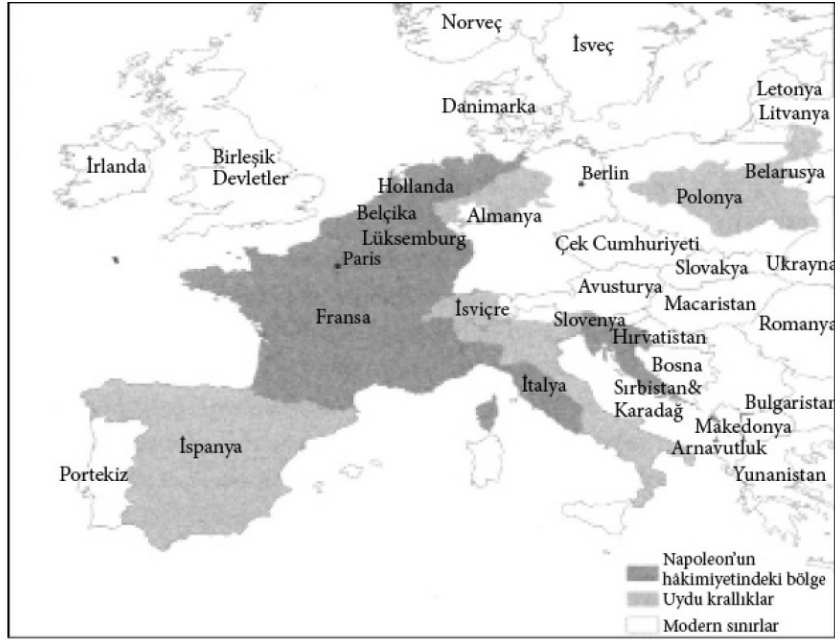 Norveç
İsveç
Letonya
Litvanya
Danimarka
İrlanda
Birleşik
Devletler
Berlin
Belarusya
Hollanda
Polonya
Belçika
Almanya
Lüksemburg
Paris
Çek Cumhuriyeti
Slovakya
Ukrayna
Avusturya
Macaristan
İsviçre
Fransa
Slovenya
Romanya
Hırvatistan
Bosna
İtalya
Sırbistan&
Karadağ
Bulgaristan
Makedonya
Arnavutluk
İspanya
Portekiz
Yunanistan
Napoleon'un
hâkimiyetindeki bölge
Uydu krallıklar
Modern sınırlar